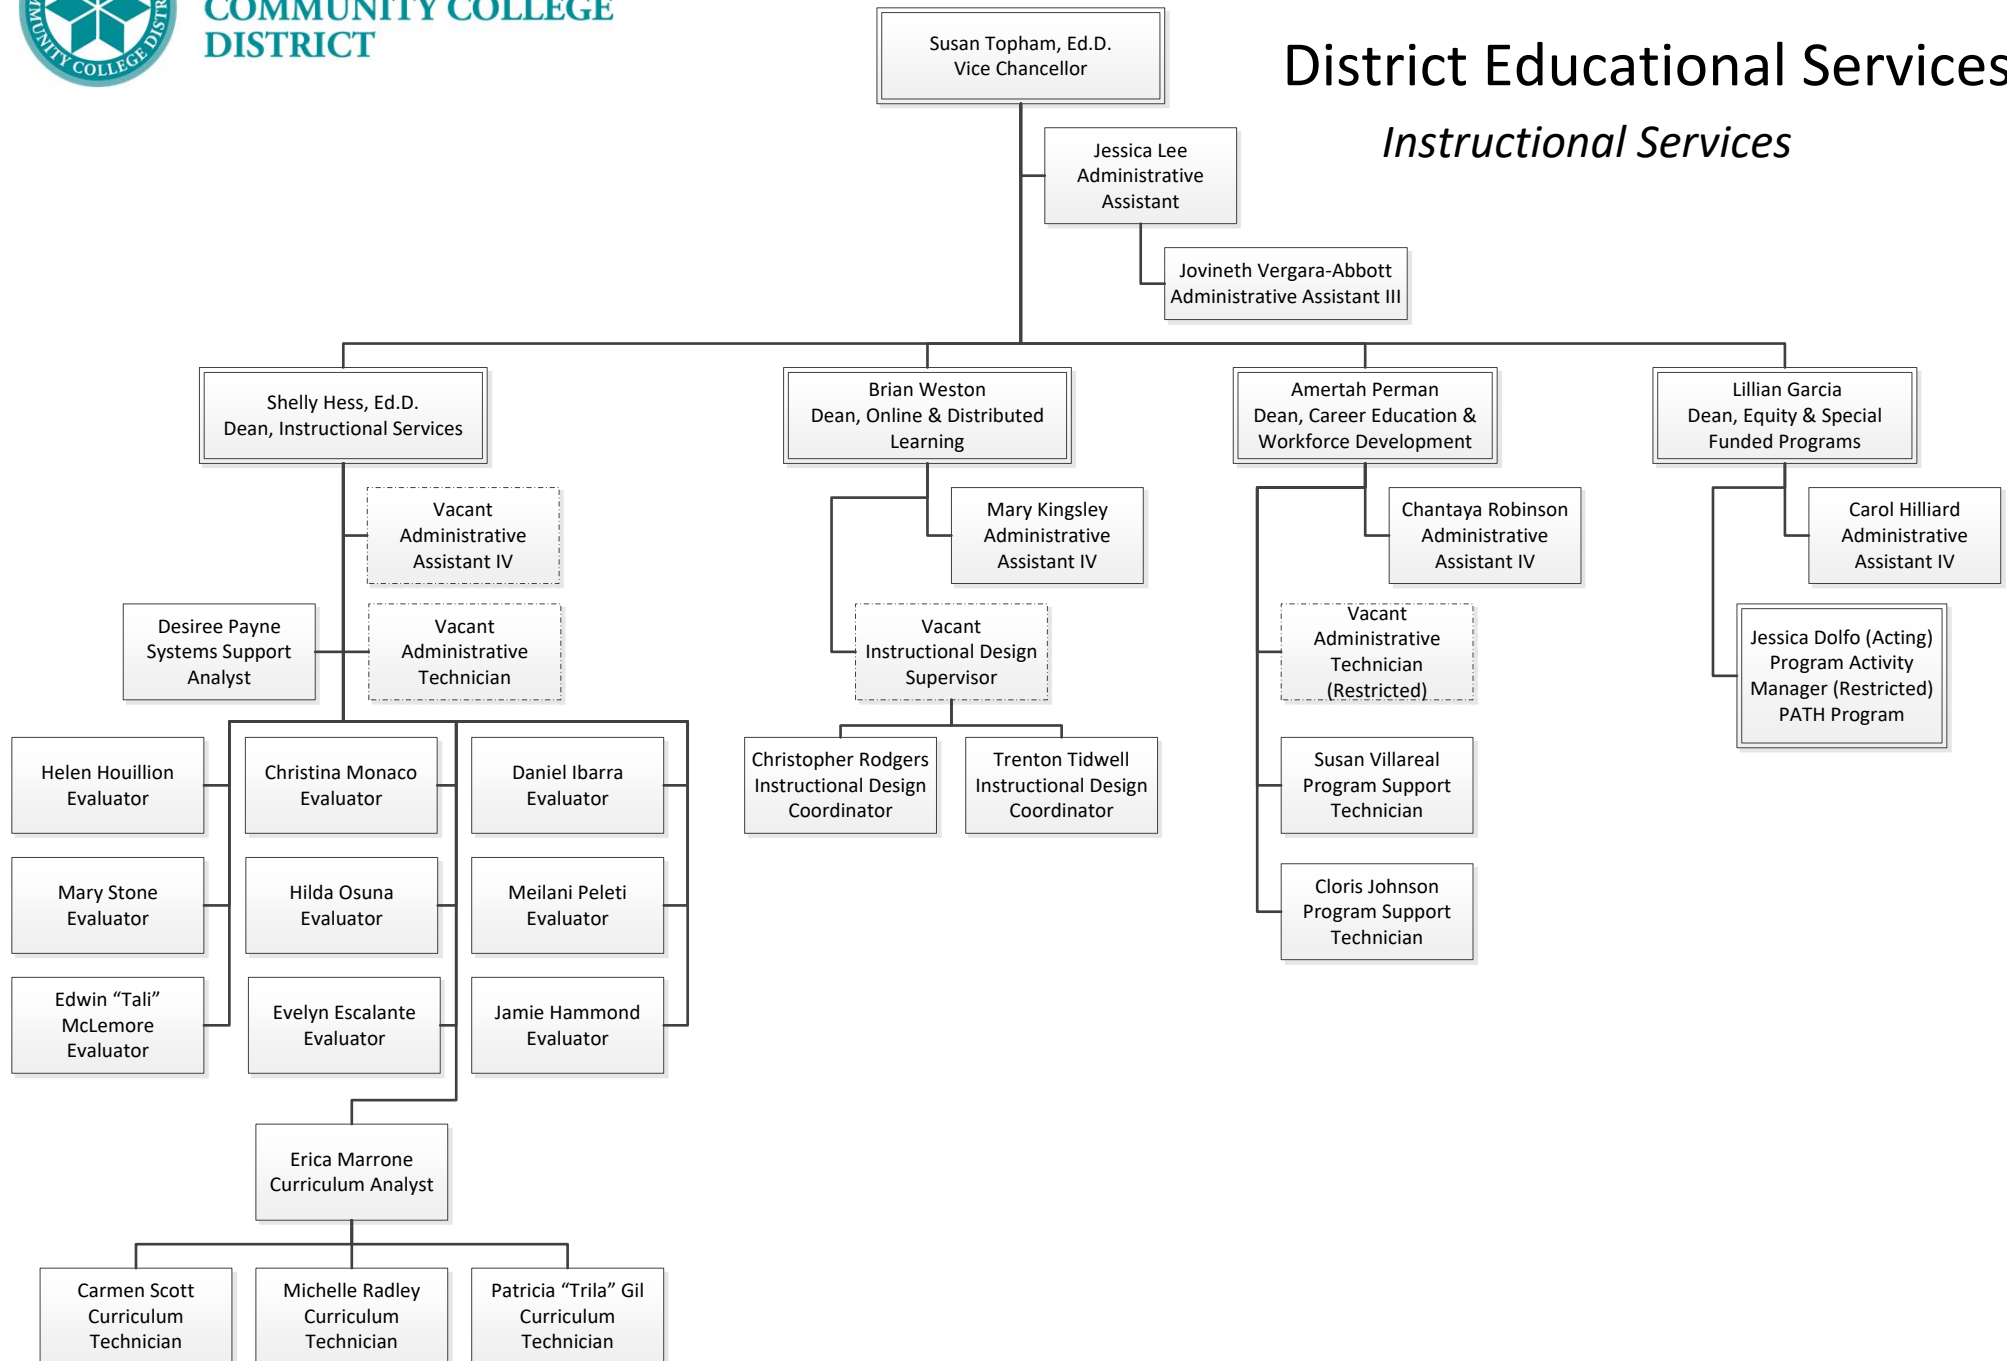 COMMUNITY COLLEGE
DISTRICT
COLLEGE
Susan Topham, Ed.D.
Vice Chancellor
District Educational Services
Instructional Services
Jessica Lee
Administrative
Assistant
Jovineth Vergara-Abbott
Administrative Assistant III
Shelly Hess, Ed.D.
Dean, Instructional Services
Brian Weston
Dean, Online & Distributed
Learning
Amertah Perman
Dean, Career Education &
Workforce Development
Lillian Garcia
Dean, Equity & Special
Funded Programs
Vacant
Administrative
Assistant IV
Mary Kingsley
Administrative
Assistant IV
Chantaya Robinson
Administrative
Assistant IV
Carol Hilliard
Administrative
Assistant IV
Desiree Payne
Systems Support
Analyst
Vacant
Administrative
Technician
Vacant
Instructional Design
Supervisor
Vacant
Administrative
Technician
(Restricted)
Jessica Dolfo (Acting)
Program Activity
Manager (Restricted)
PATH Program
Helen Houillion
Evaluator
Christina Monaco
Evaluator
Daniel Ibarra
Evaluator
Christopher Rodgers
Instructional Design
Coordinator
Trenton Tidwell
Instructional Design
Coordinator
Susan Villareal
Program Support
Technician
Mary Stone
Evaluator
Hilda Osuna
Evaluator
Meilani Peleti
Evaluator
Cloris Johnson
Program Support
Technician
Edwin “Tali”
McLemore
Evaluator
Evelyn Escalante
Evaluator
Jamie Hammond
Evaluator
Erica Marrone
Curriculum Analyst
Carmen Scott
Curriculum
Technician
Michelle Radley
Curriculum
Technician
Patricia “Trila” Gil
Curriculum
Technician